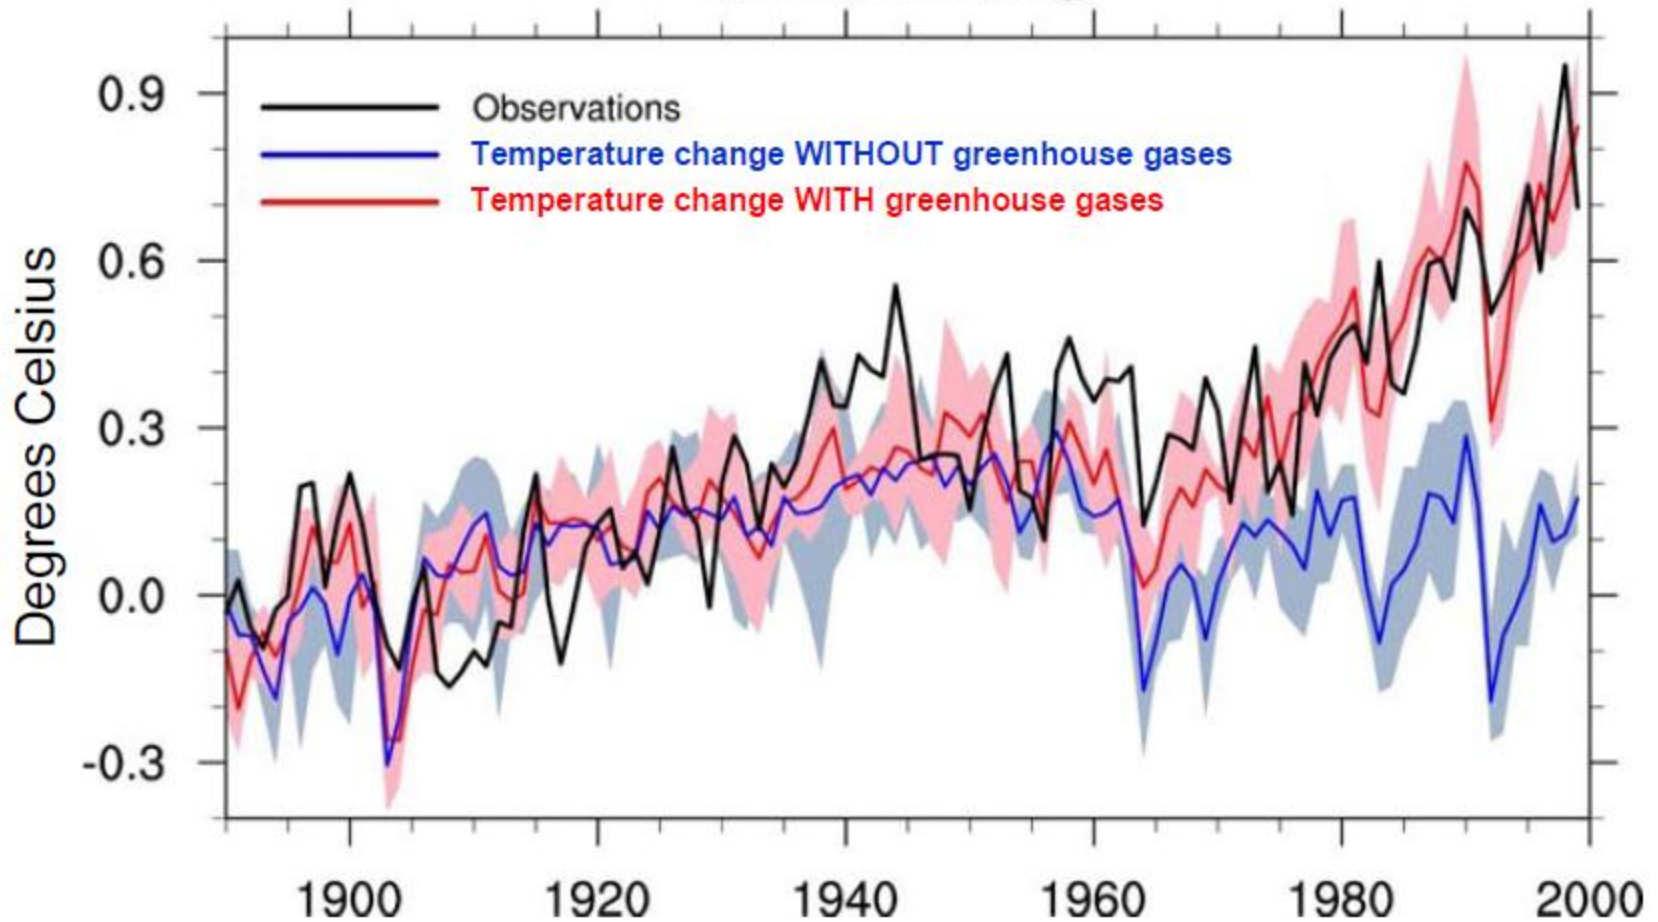 0.9
0.6
0.3
0.0
-0.3
Degrees Celsius
Observations
Temperature change WITHOUT greenhouse gases
Temperature change WITH greenhouse gases
1900 1920 1940 1960 1980 2000